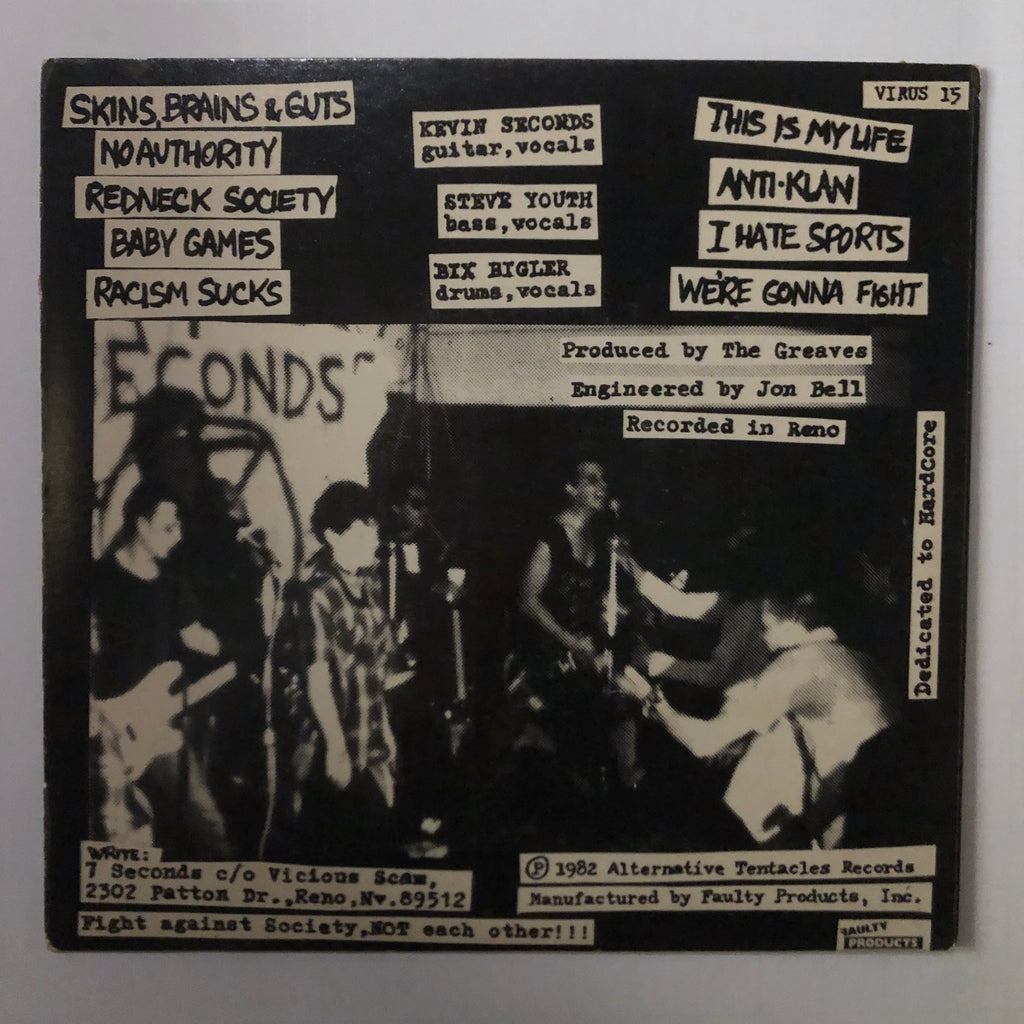 VIRUS 15
SKINS, BRAINS & GUTS
NO AUTHORITY
REDNECK SOCIETY
BABY GAMES
RACISM SUCKS
KEVIN SECONDS
guitar, vocals
STEVE YOUTH
bass, vocals
BIX BIGLER
drums, vocals
THIS IS MY LIFE
ANTI-KLAN
I HATE SPORTS
WE'RE GONNA FIGHT
ECONDS
Produced by The Greaves
Engineered by Jon Bell
Recorded in Reno
Dedicated to HardCore
WRITE:
7 Seconds c/o Vicious Scam,
2302 Patton Dr.,Reno,Nv.89512
Fight against Society,NOT each other!!!
Ⓟ 1982 Alternative Tentacles Records
Manufactured by Faulty Products, Inc.
FAULTY
PRODUCTS